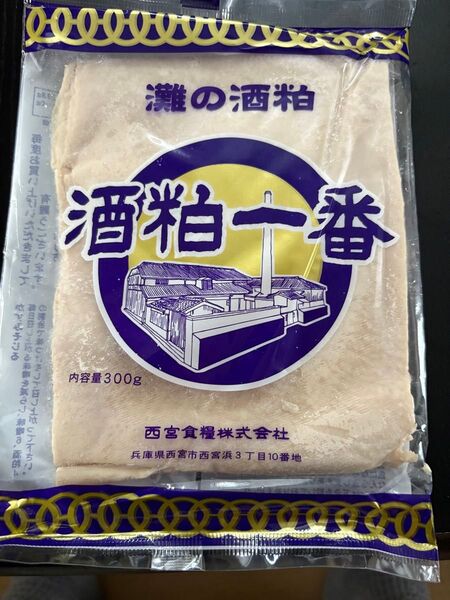 灘の酒粕
酒粕一番
内容量300g
西宮食糧株式会社
兵庫県西宮市西宮浜3丁目10番地